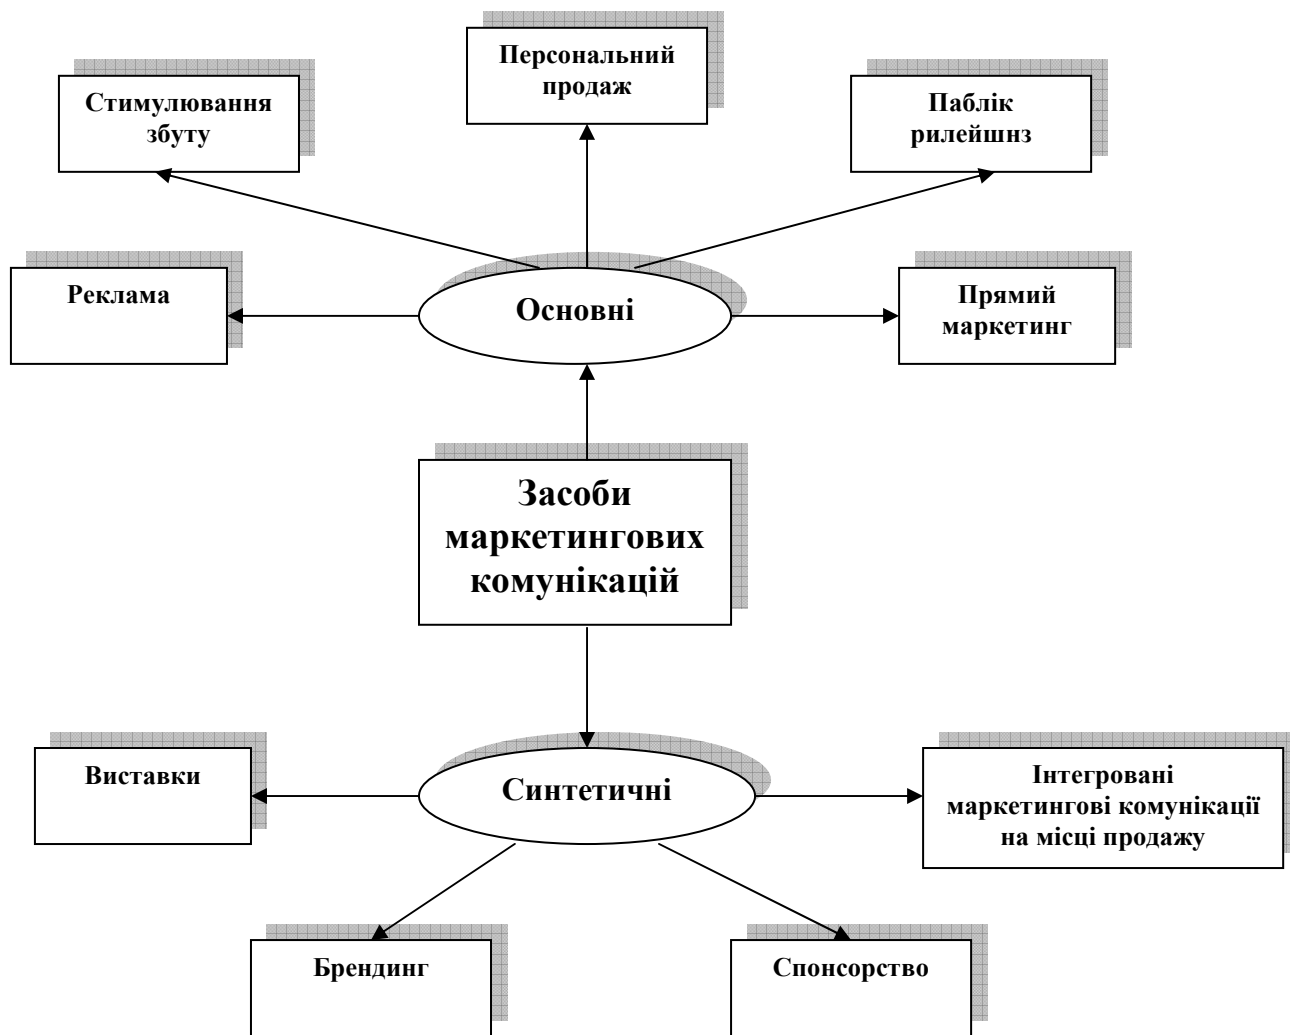 Персональний
продаж
Стимулювання
збуту
Паблік
рилейшнз
Реклама
Основні
Прямий
маркетинг
Засоби
маркетингових
комунікацій
Виставки
Синтетичні
Інтегровані
маркетингові комунікації
на місці продажу
Брендинг
Спонсорство